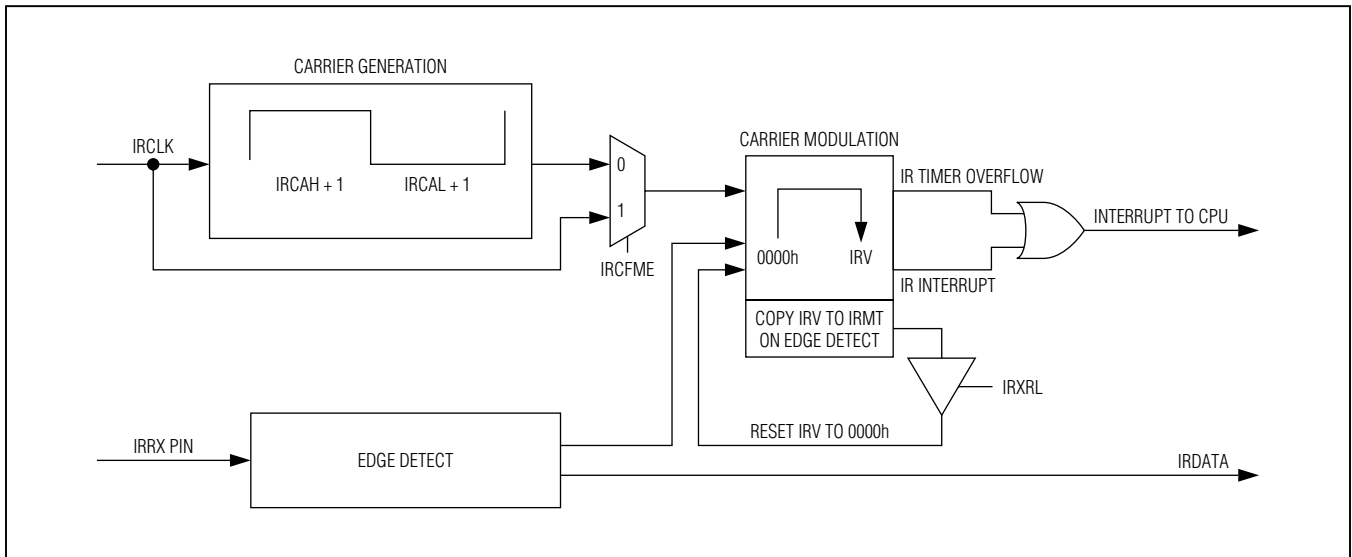 CARRIER GENERATION
IRCLK
IRCAH + 1
IRCAL + 1
0
1
IRCFME
CARRIER MODULATION
0000h
IRV
IR TIMER OVERFLOW
IR INTERRUPT
INTERRUPT TO CPU
COPY IRV TO IRMT
ON EDGE DETECT
IRXRL
RESET IRV TO 0000h
IRRX PIN
EDGE DETECT
IRDATA